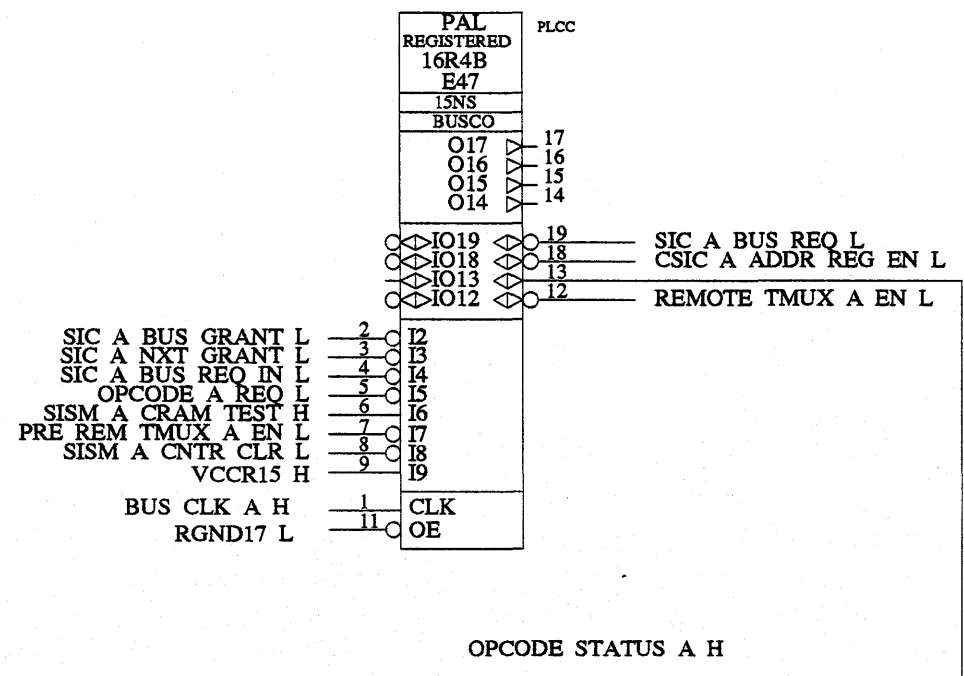 PAL PLCC
REGISTERED
16R4B
E47
15NS
BUSCO
O17 17
O16 16
O15 15
O14 14
IO19 19 SIC A BUS REQ L
IO18 18 CSIC A ADDR REG EN L
IO13 13
IO12 12 REMOTE TMUX A EN L
SIC A BUS GRANT L 2 I2
SIC A NXT GRANT L 3 I3
SIC A BUS REQ IN L 4 I4
OPCODE A REQ L 5 I5
SISM A CRAM TEST H 6 I6
PRE REM TMUX A EN L 7 I7
SISM A CNTR CLR L 8 I8
VCCR15 H 9 I9
BUS CLK A H 1 CLK
RGND17 L 11 OE
OPCODE STATUS A H